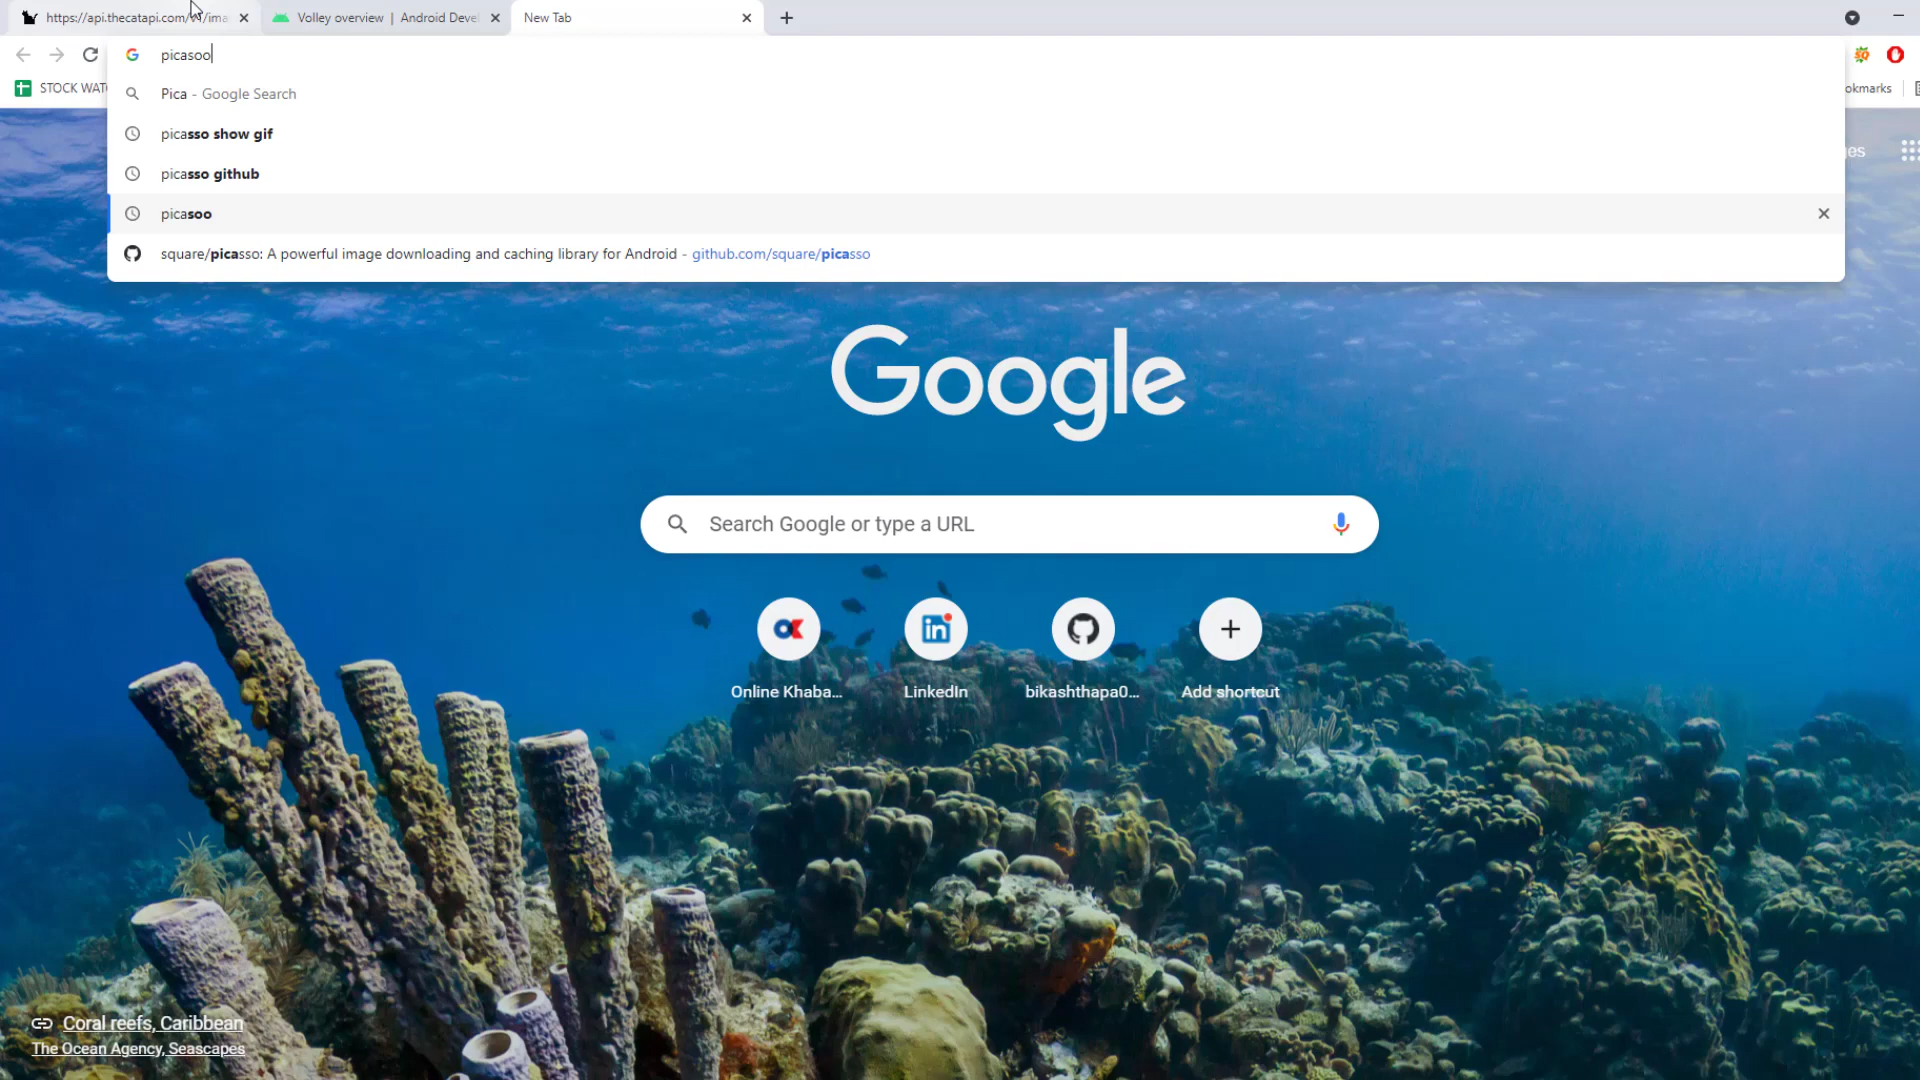 https://api.thecatapi.com/v1/ima
Volley overview | Android Deve
New Tab
picasoo
STOCK WAT
okmarks
Pica - Google Search
picasso show gif
picasso github
picasoo
square/picasso: A powerful image downloading and caching library for Android - github.com/square/picasso
Google
Search Google or type a URL
Online Khaba...
LinkedIn
bikashthapa0...
Add shortcut
Coral reefs, Caribbean
The Ocean Agency, Seascapes